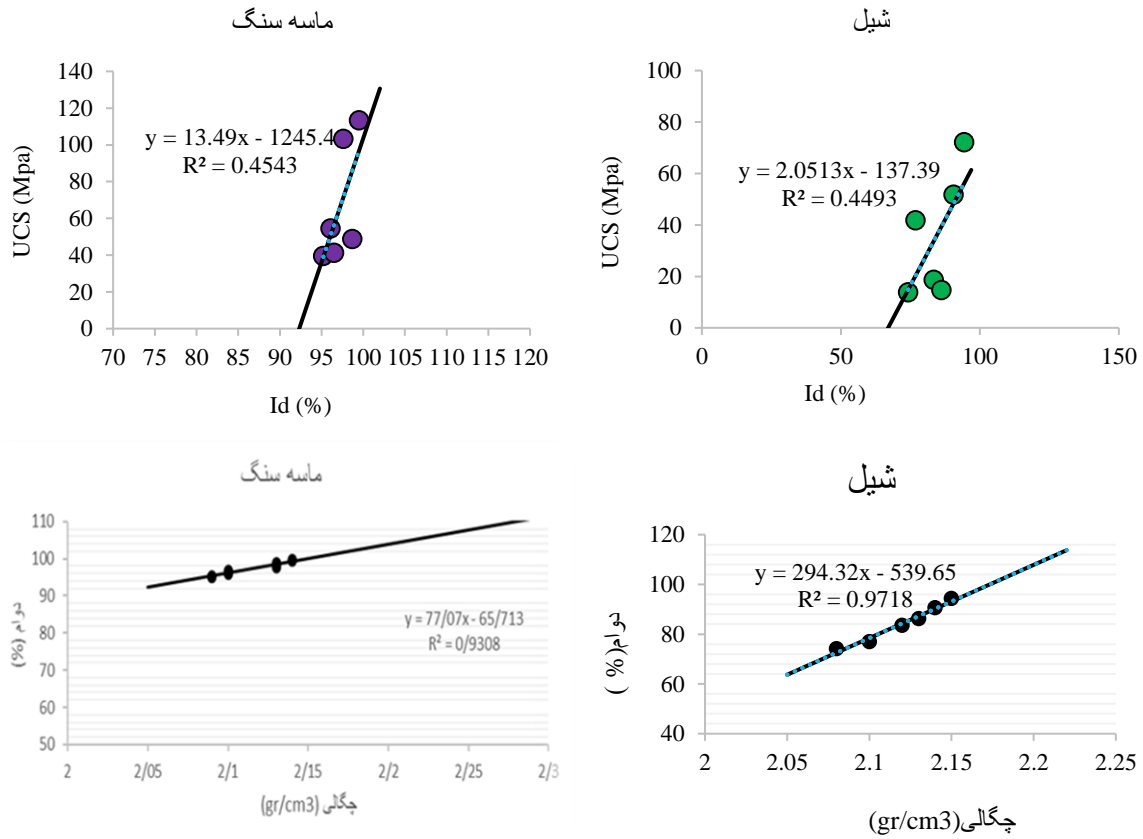 ماسه سنگ
UCS (Mpa)
140
120
100
80
60
40
20
0
y = 13.49x - 1245.4
R² = 0.4543
70 75 80 85 90 95 100 105 110 115 120
Id (%)
شیل
UCS (Mpa)
100
80
60
40
20
0
y = 2.0513x - 137.39
R² = 0.4493
0 50 100 150
Id (%)
ماسه سنگ
دوام (%)
110
100
90
80
70
60
50
y = 77/07x - 65/713
R² = 0/9308
2 2/05 2/1 2/15 2/2 2/25 2/3
چگالی (gr/cm3)
شیل
دوام(% )
120
100
80
60
40
y = 294.32x - 539.65
R² = 0.9718
2 2.05 2.1 2.15 2.2 2.25
چگالی(gr/cm3)